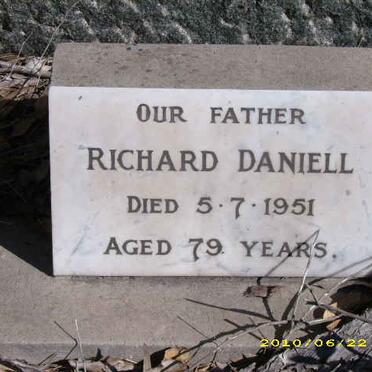 OUR FATHER
RICHARD DANIELL
DIED 5·7·1951
AGED 79 YEARS.
2010/06/22